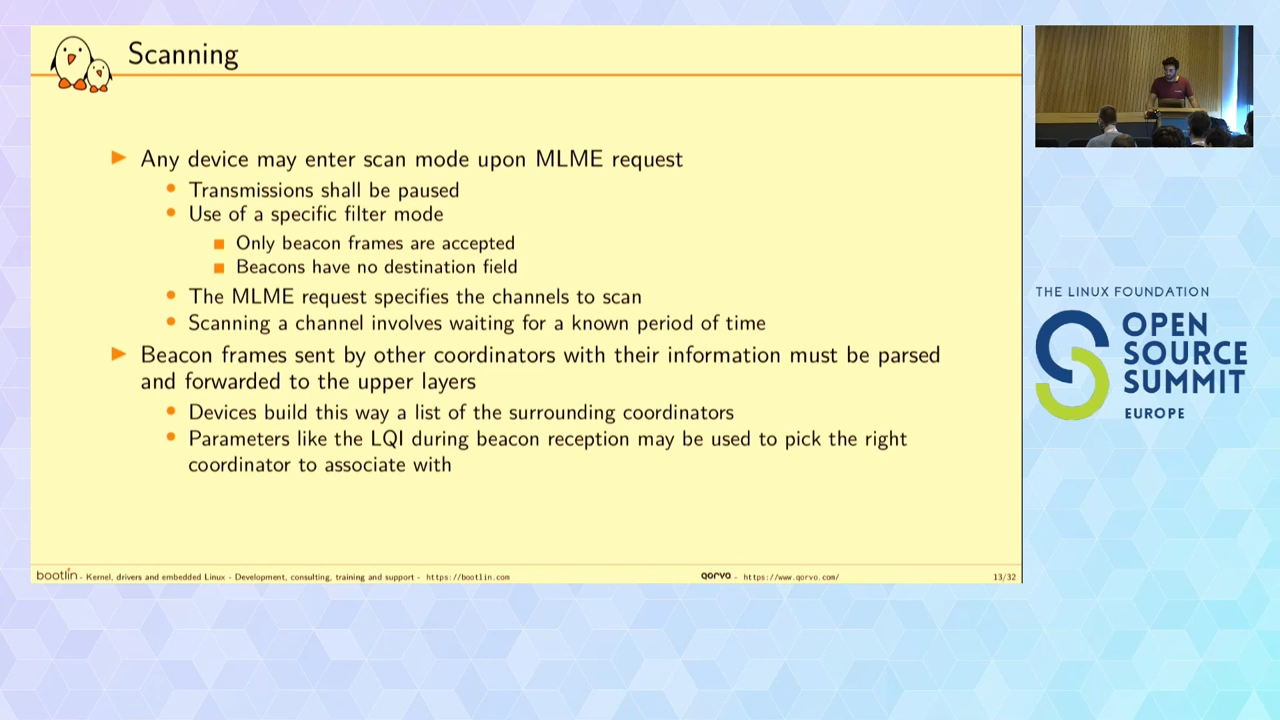 Scanning
Any device may enter scan mode upon MLME request
Transmissions shall be paused
Use of a specific filter mode
Only beacon frames are accepted
Beacons have no destination field
The MLME request specifies the channels to scan
Scanning a channel involves waiting for a known period of time
Beacon frames sent by other coordinators with their information must be parsed
and forwarded to the upper layers
Devices build this way a list of the surrounding coordinators
Parameters like the LQI during beacon reception may be used to pick the right
coordinator to associate with
bootlin - Kernel, drivers and embedded Linux - Development, consulting, training and support - https://bootlin.com
qorvo - https://www.qorvo.com/
13/32
THE LINUX FOUNDATION
OPEN
SOURCE
SUMMIT
EUROPE